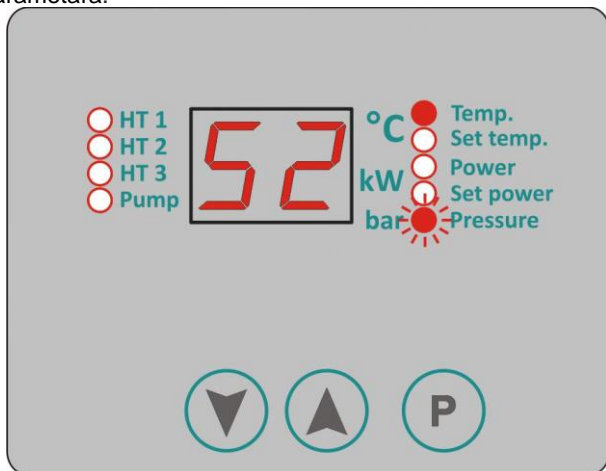 HT 1
HT 2
HT 3
Pump
52
°C
kW
bar
Temp.
Set temp.
Power
Set power
Pressure
P